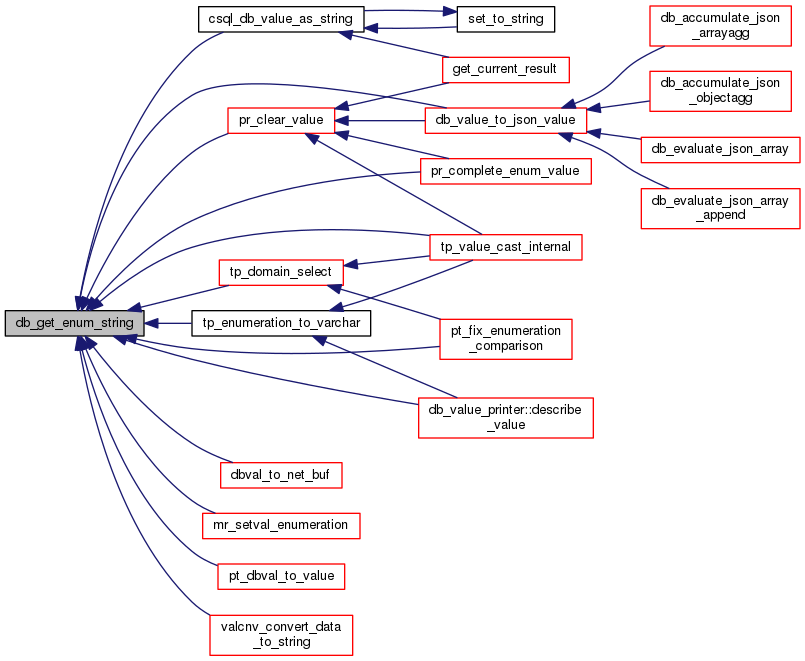 csql_db_value_as_string
set_to_string
db_accumulate_json
_arrayagg
get_current_result
db_accumulate_json
_objectagg
pr_clear_value
db_value_to_json_value
db_evaluate_json_array
pr_complete_enum_value
db_evaluate_json_array
_append
tp_value_cast_internal
tp_domain_select
db_get_enum_string
tp_enumeration_to_varchar
pt_fix_enumeration
_comparison
db_value_printer::describe
_value
dbval_to_net_buf
mr_setval_enumeration
pt_dbval_to_value
valcnv_convert_data
_to_string